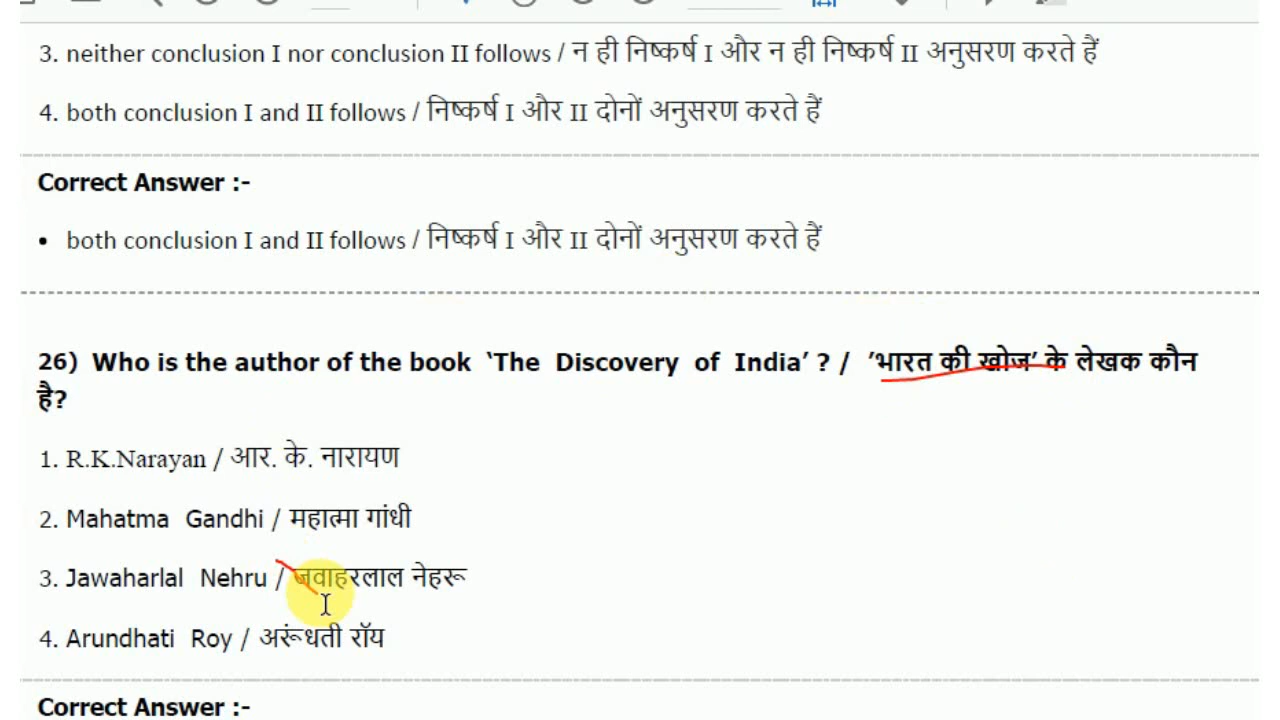 3. neither conclusion I nor conclusion II follows / न ही निष्कर्ष I और न ही निष्कर्ष II अनुसरण करते हैं
4. both conclusion I and II follows / निष्कर्ष I और II दोनों अनुसरण करते हैं
Correct Answer :-
• both conclusion I and II follows / निष्कर्ष I और II दोनों अनुसरण करते हैं
26) Who is the author of the book ‘The Discovery of India’ ? / ’भारत की खोज’ के लेखक कौन
है?
1. R.K.Narayan / आर. के. नारायण
2. Mahatma Gandhi / महात्मा गांधी
3. Jawaharlal Nehru / जवाहरलाल नेहरू
4. Arundhati Roy / अरूंधती रॉय
Correct Answer :-